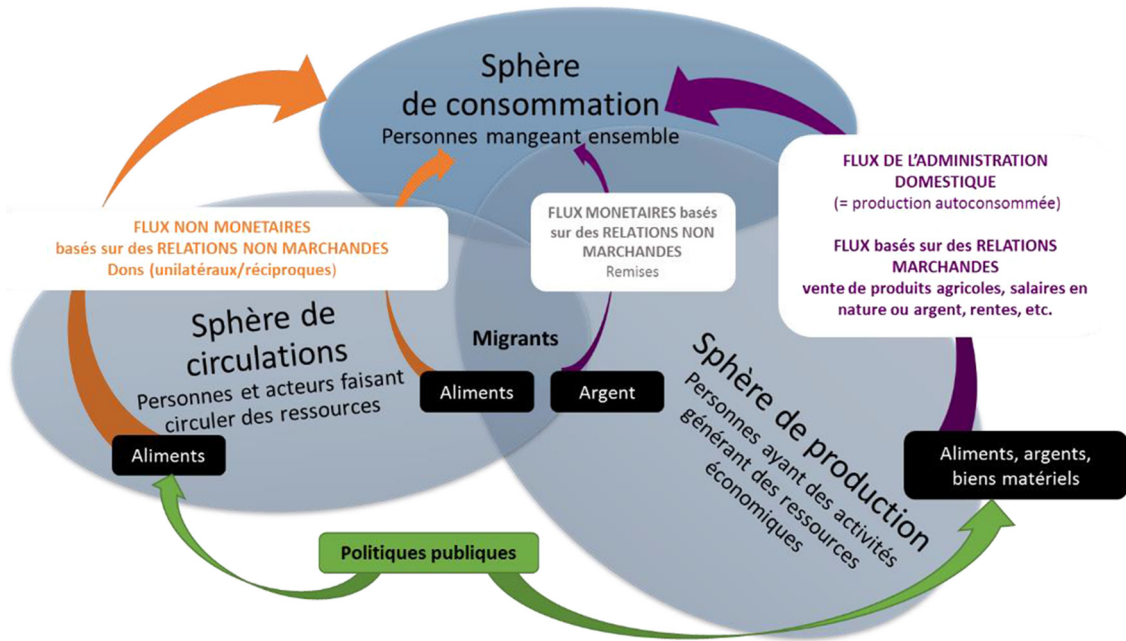 Sphère
de consommation
Personnes mangeant ensemble
FLUX NON MONETAIRES
basés sur des RELATIONS NON MARCHANDES
Dons (unilatéraux/réciproques)
FLUX MONETAIRES basés
sur des RELATIONS NON
MARCHANDES
Remises
FLUX DE L’ADMINISTRATION
DOMESTIQUE
(= production autoconsommée)
FLUX basés sur des RELATIONS
MARCHANDES
vente de produits agricoles, salaires en
nature ou argent, rentes, etc.
Sphère de
circulations
Personnes et acteurs faisant
circuler des ressources
Migrants
Aliments
Argent
Aliments
Sphère de production
Personnes ayant des activités
générant des ressources
économiques
Aliments, argents,
biens matériels
Politiques publiques